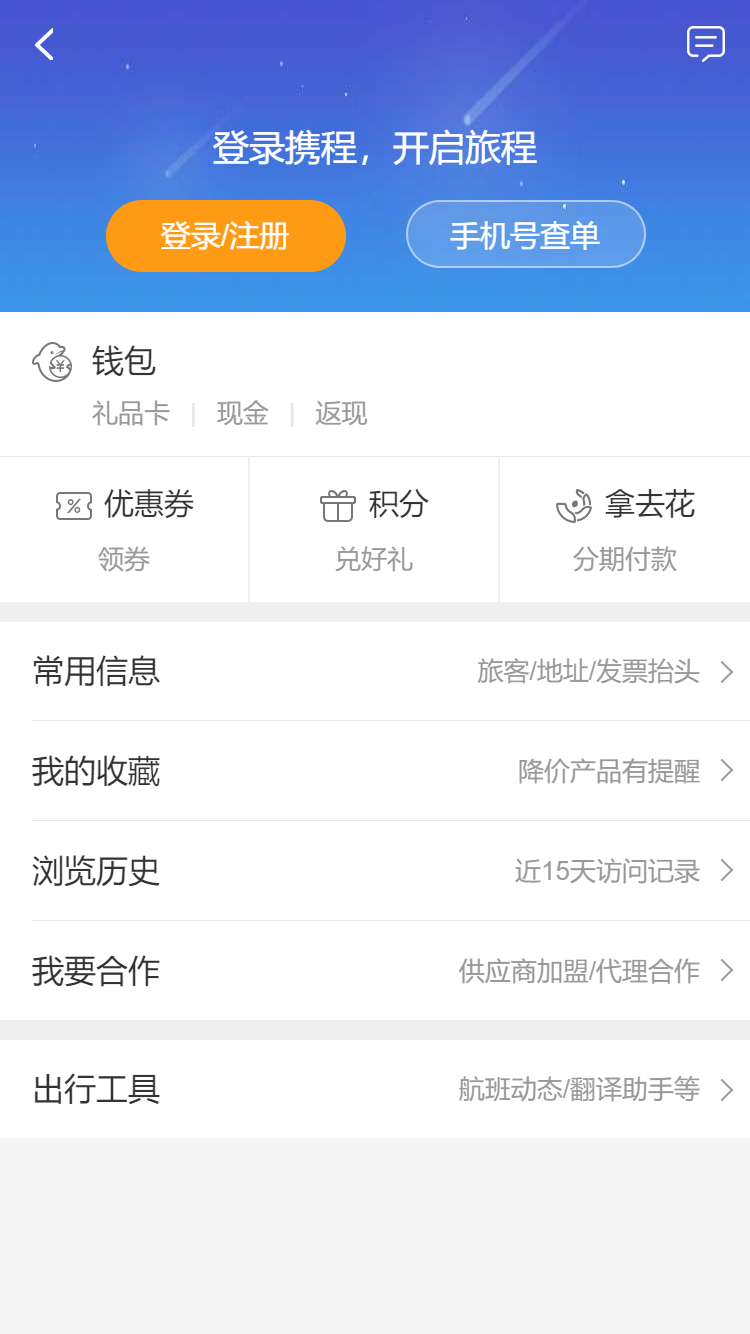 登录携程，开启旅程
登录/注册 手机号查单
钱包
礼品卡 | 现金 | 返现
优惠券 积分 拿去花
领券 兑好礼 分期付款
常用信息 旅客/地址/发票抬头
我的收藏 降价产品有提醒
浏览历史 近15天访问记录
我要合作 供应商加盟/代理合作
出行工具 航班动态/翻译助手等